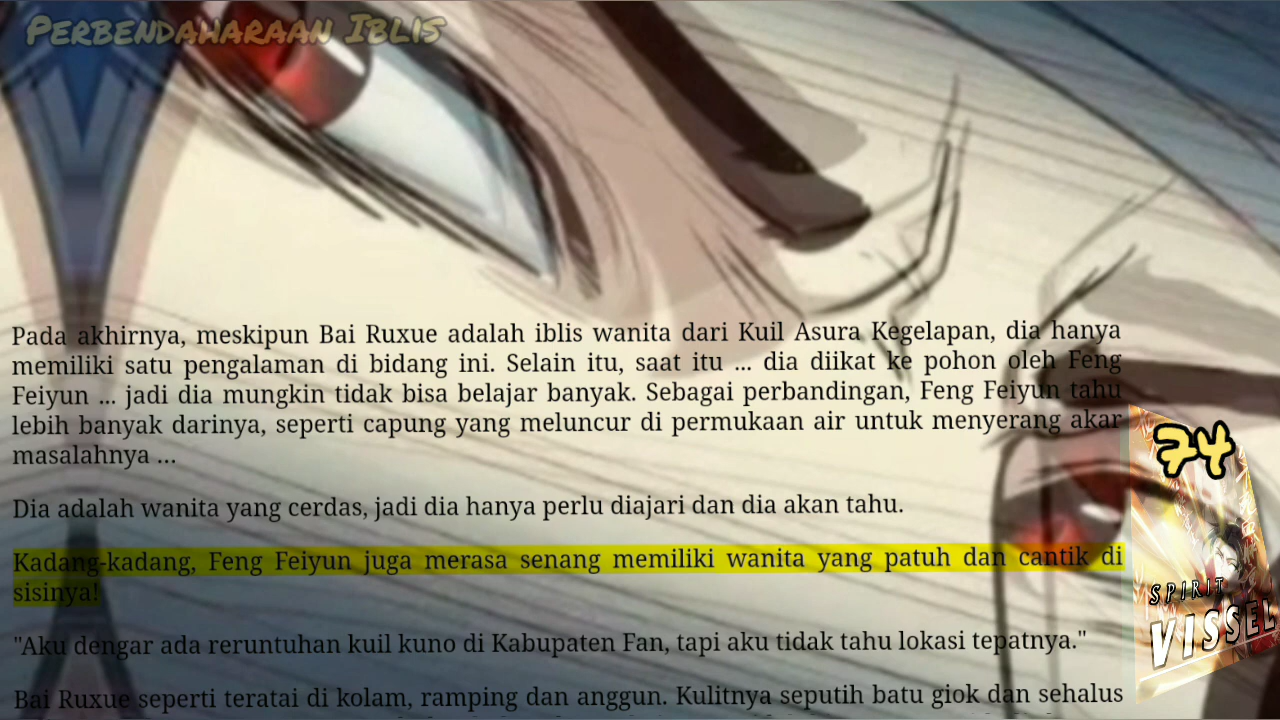 Perbendaharaan Iblis
Pada akhirnya, meskipun Bai Ruxue adalah iblis wanita dari Kuil Asura Kegelapan, dia hanya
memiliki satu pengalaman di bidang ini. Selain itu, saat itu ... dia diikat ke pohon oleh Feng
Feiyun ... jadi dia mungkin tidak bisa belajar banyak. Sebagai perbandingan, Feng Feiyun tahu
lebih banyak darinya, seperti capung yang meluncur di permukaan air untuk menyerang akar
masalahnya ...
Dia adalah wanita yang cerdas, jadi dia hanya perlu diajari dan dia akan tahu.
Kadang-kadang, Feng Feiyun juga merasa senang memiliki wanita yang patuh dan cantik di
sisinya!
"Aku dengar ada reruntuhan kuil kuno di Kabupaten Fan, tapi aku tidak tahu lokasi tepatnya."
Bai Ruxue seperti teratai di kolam, ramping dan anggun. Kulitnya seputih batu giok dan sehalus
74
SPIRIT
VISSEL